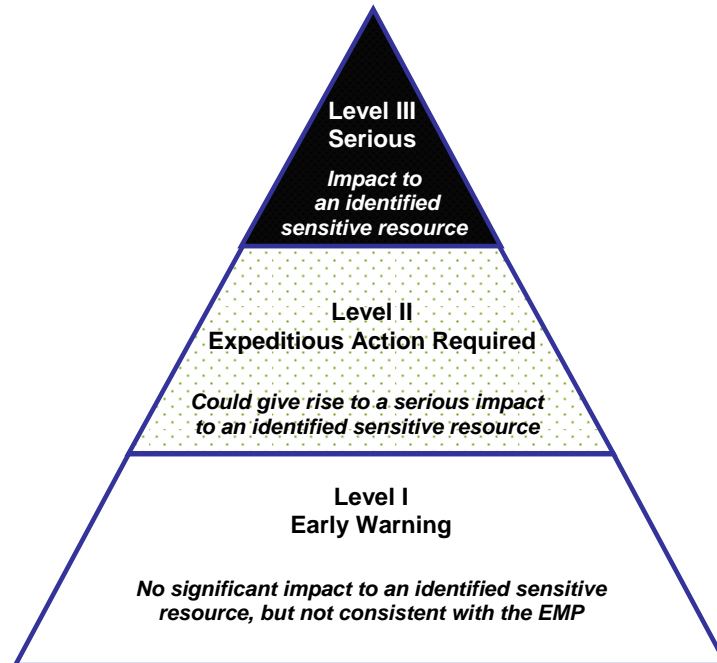 Level III
Serious
Impact to
an identified
sensitive resource
Level II
Expeditious Action Required
Could give rise to a serious impact
to an identified sensitive resource
Level I
Early Warning
No significant impact to an identified sensitive
resource, but not consistent with the EMP